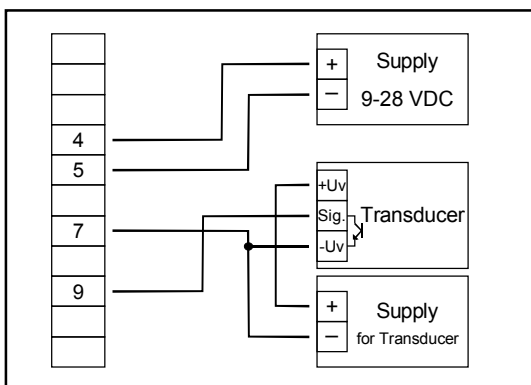 4
5
7
9
+
−
Supply
9-28 VDC
+Uv
Sig.
-Uv
Transducer
+
−
Supply
for Transducer